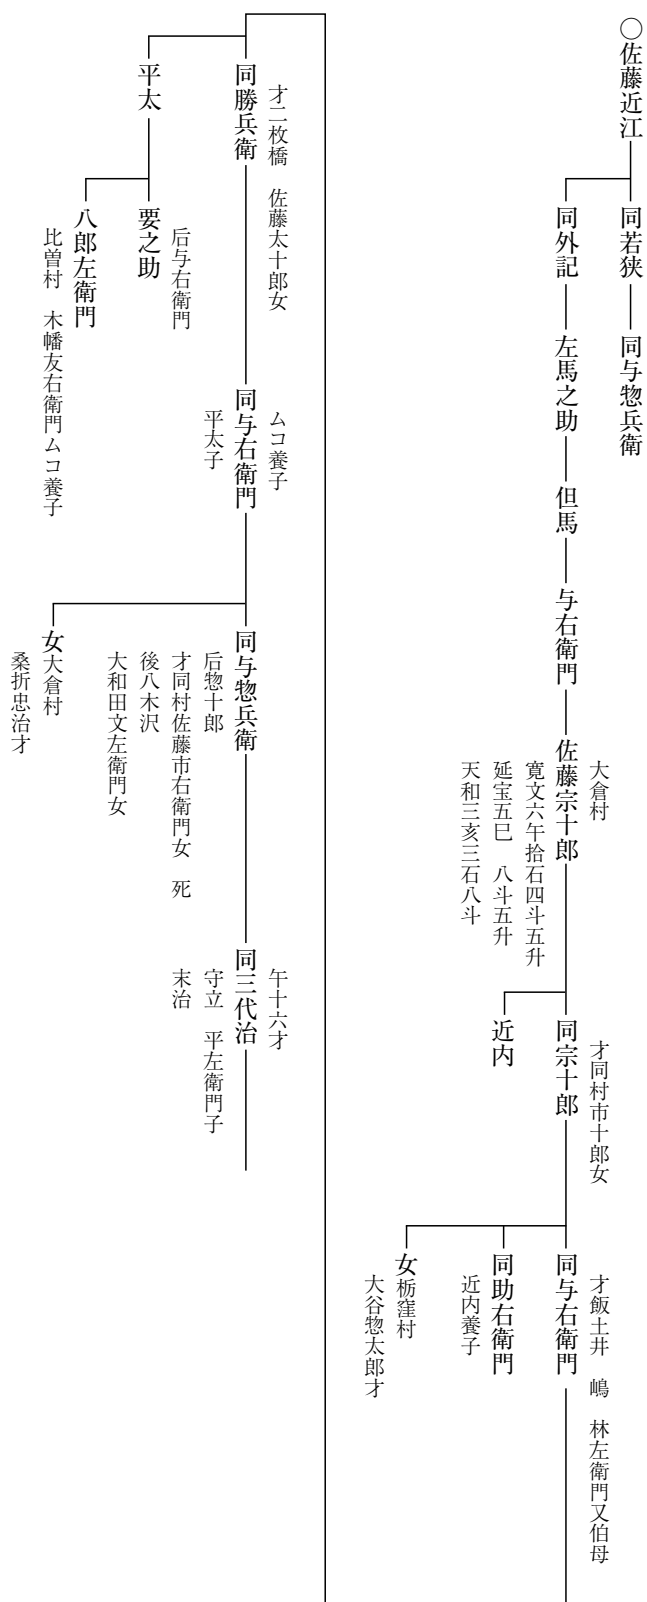 〇佐藤近江
同若狭
同与惣兵衛
同外記
左馬之助
但馬
与右衛門
大倉村
佐藤宗十郎
寛文六午拾石四斗五升
延宝五巳　八斗五升
天和三亥三石八斗
才同村市十郎女
同宗十郎
近内
才飯土井　嶋　林左衛門又伯母
同与右衛門
同助右衛門
近内養子
女栃窪村
大谷惣太郎才
才二枚橋　佐藤太十郎女
同勝兵衛
平太
后与右衛門
要之助
八郎左衛門
比曽村　木幡友右衛門ムコ養子
ムコ養子
同与右衛門
平太子
同与惣兵衛
后惣十郎
才同村佐藤市右衛門女　死
後八木沢
大和田文左衛門女
女大倉村
桑折忠治才
午十六才
同三代治
守立　平左衛門子
末治